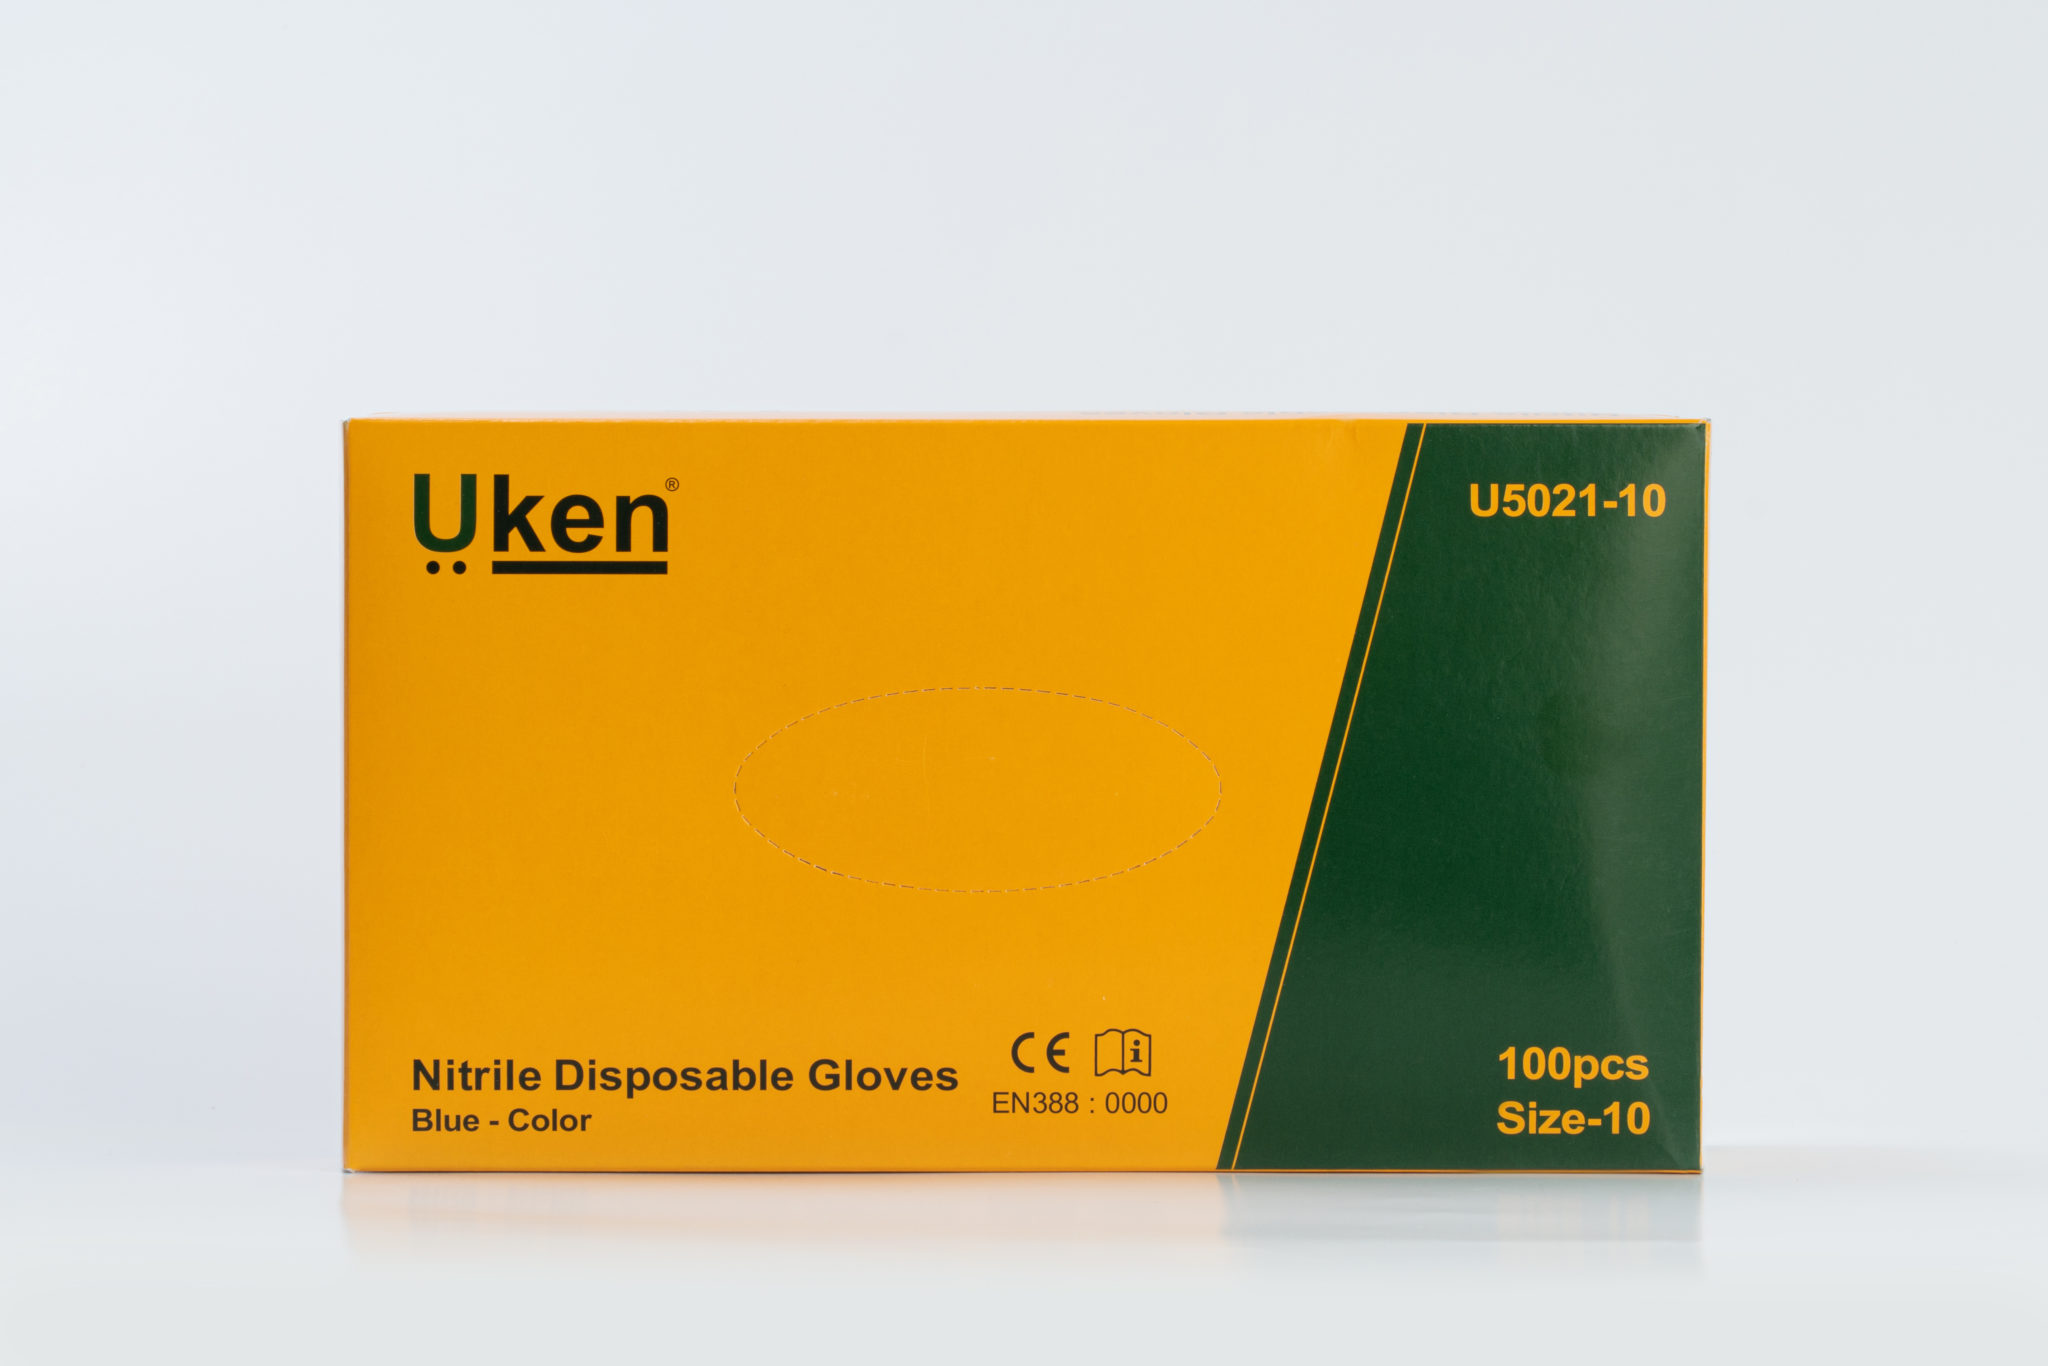 Uken®
U5021-10
CE
Nitrile Disposable Gloves
Blue - Color
EN388 : 0000
100pcs
Size-10